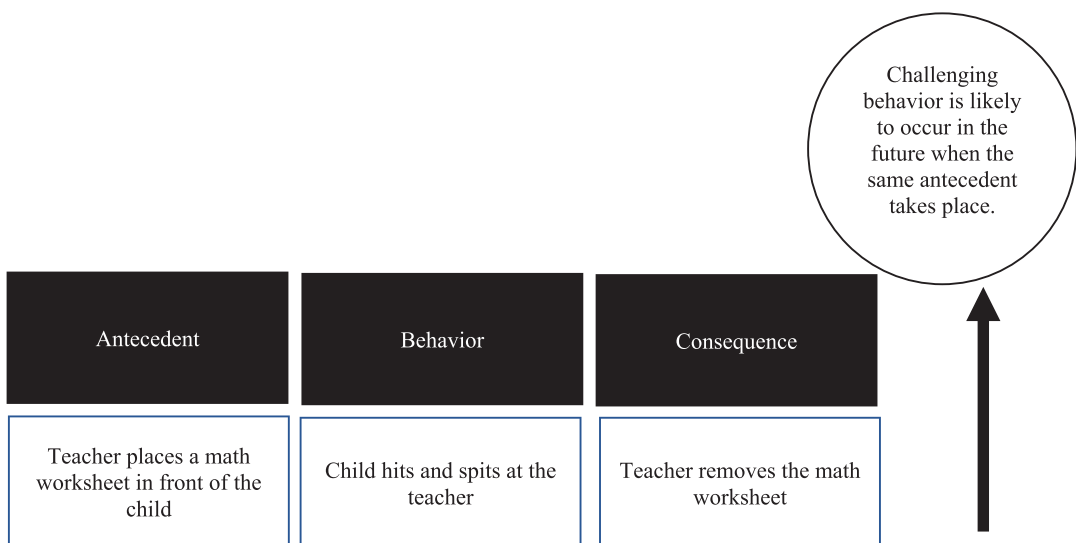 Challenging
behavior is likely
to occur in the
future when the
same antecedent
takes place.
Antecedent
Behavior
Consequence
Teacher places a math
worksheet in front of the
child
Child hits and spits at the
teacher
Teacher removes the math
worksheet